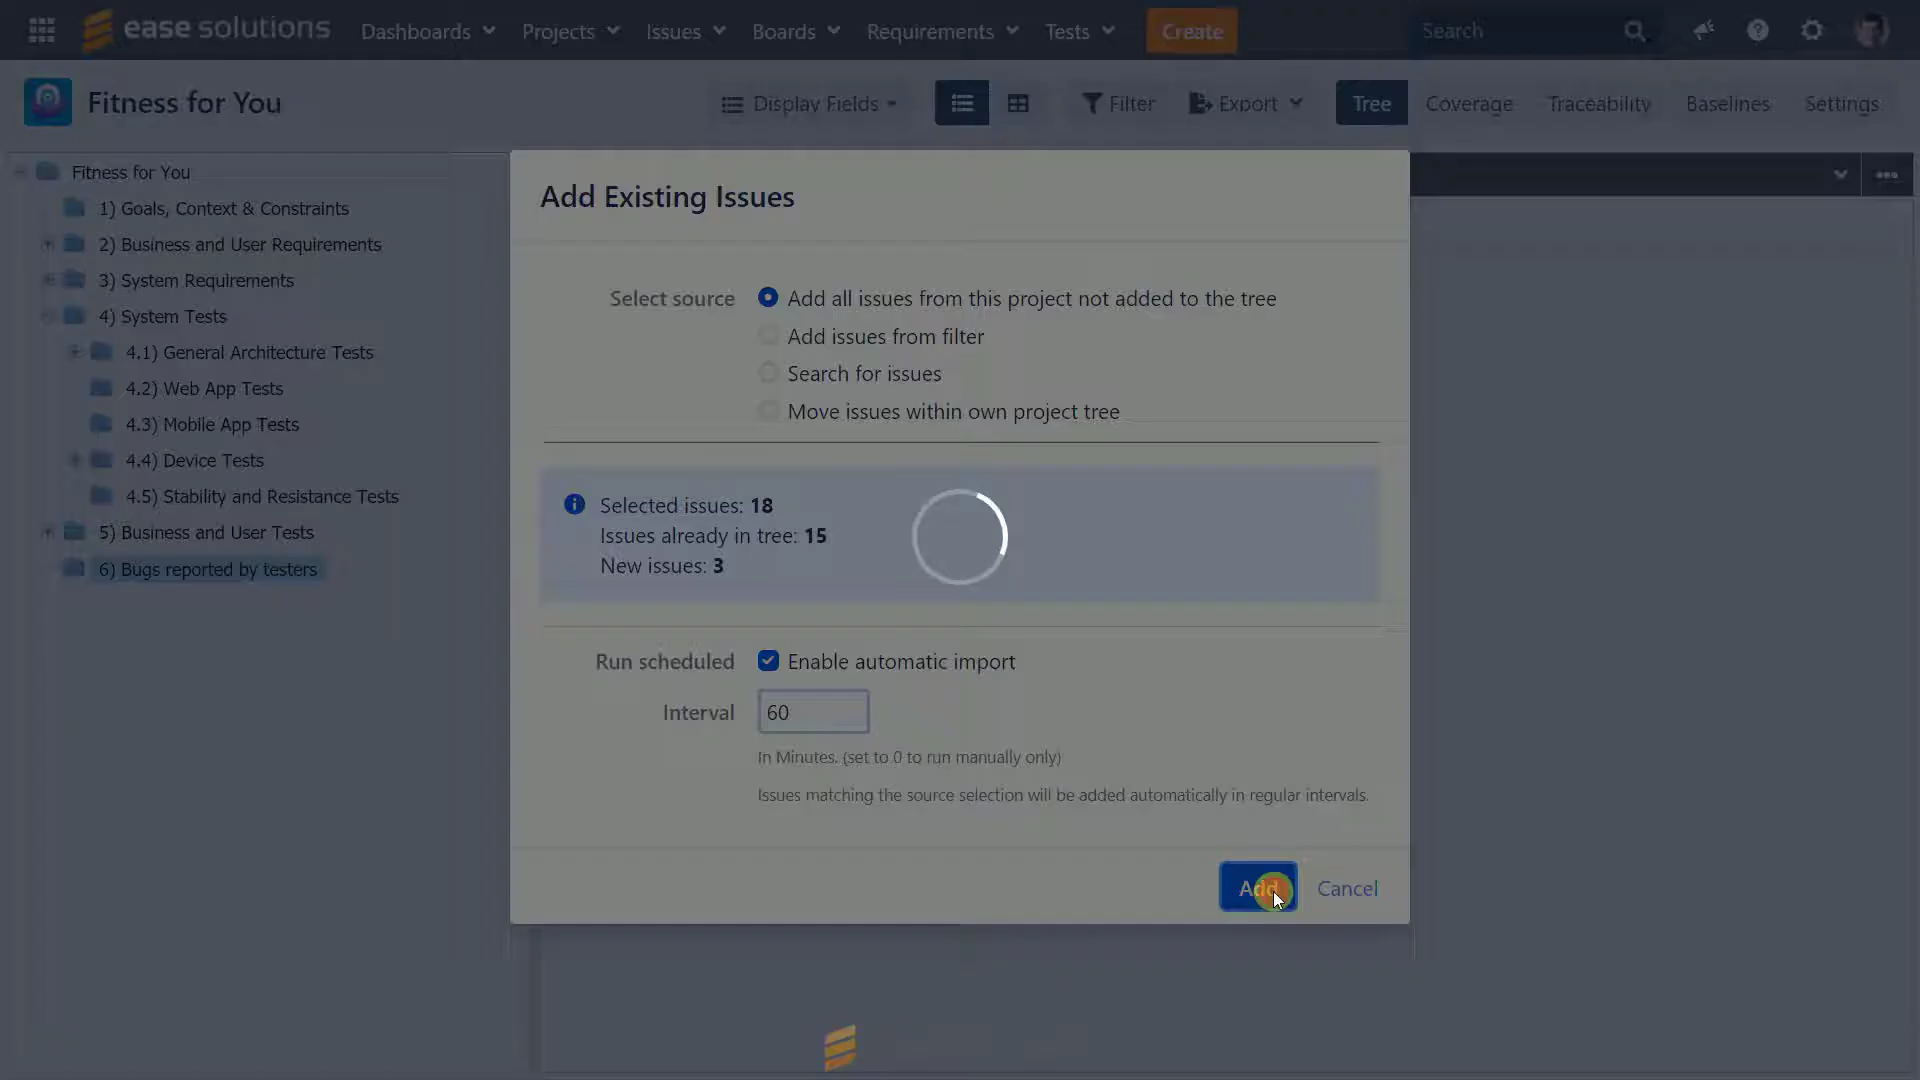 ease solutions
Dashboards
Projects
Issues
Boards
Requirements
Tests
Create
Search
Fitness for You
Display Fields
Filter
Export
Tree
Coverage
Traceability
Baselines
Settings
Fitness for You
1) Goals, Context & Constraints
2) Business and User Requirements
3) System Requirements
4) System Tests
4.1) General Architecture Tests
4.2) Web App Tests
4.3) Mobile App Tests
4.4) Device Tests
4.5) Stability and Resistance Tests
5) Business and User Tests
6) Bugs reported by testers
Add Existing Issues
Select source
Add all issues from this project not added to the tree
Add issues from filter
Search for issues
Move issues within own project tree
Selected issues: 18
Issues already in tree: 15
New issues: 3
Run scheduled
Enable automatic import
Interval
60
In Minutes. (set to 0 to run manually only)
Issues matching the source selection will be added automatically in regular intervals.
Add
Cancel